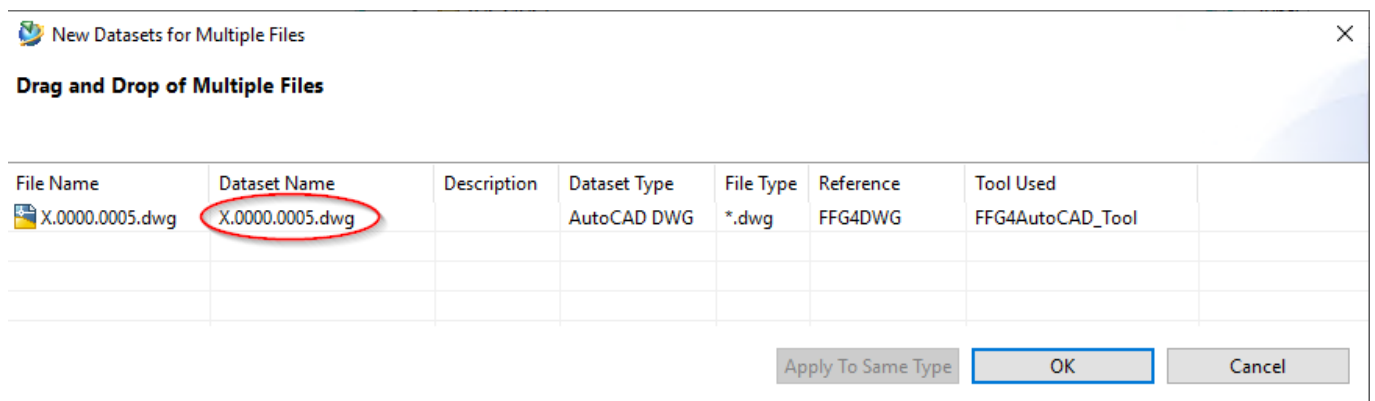 New Datasets for Multiple Files
Drag and Drop of Multiple Files
File Name Dataset Name Description Dataset Type File Type Reference Tool Used
X.0000.0005.dwg X.0000.0005.dwg AutoCAD DWG *.dwg FFG4DWG FFG4AutoCAD_Tool
Apply To Same Type OK Cancel